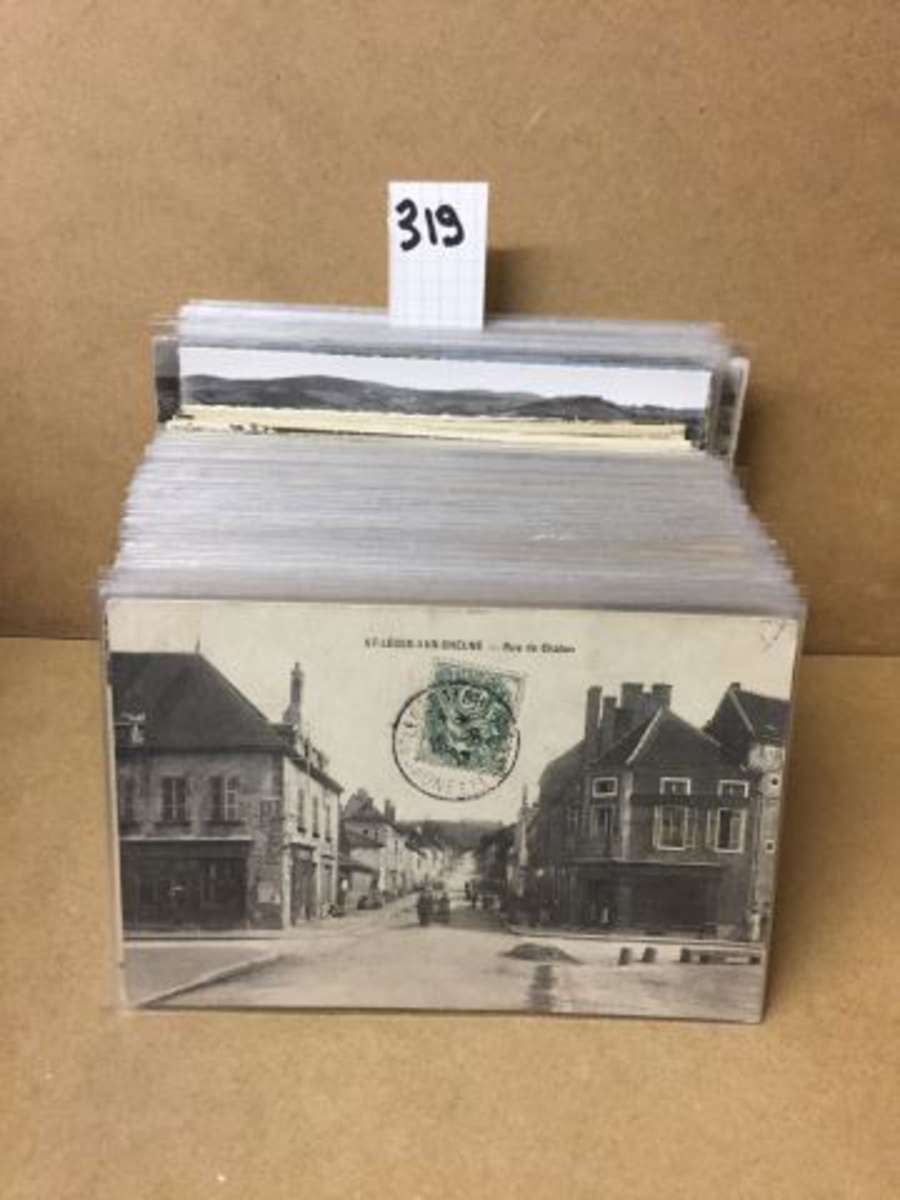 319
ST-LÉGER-SUR-DHEUNE — Rue de Chalon